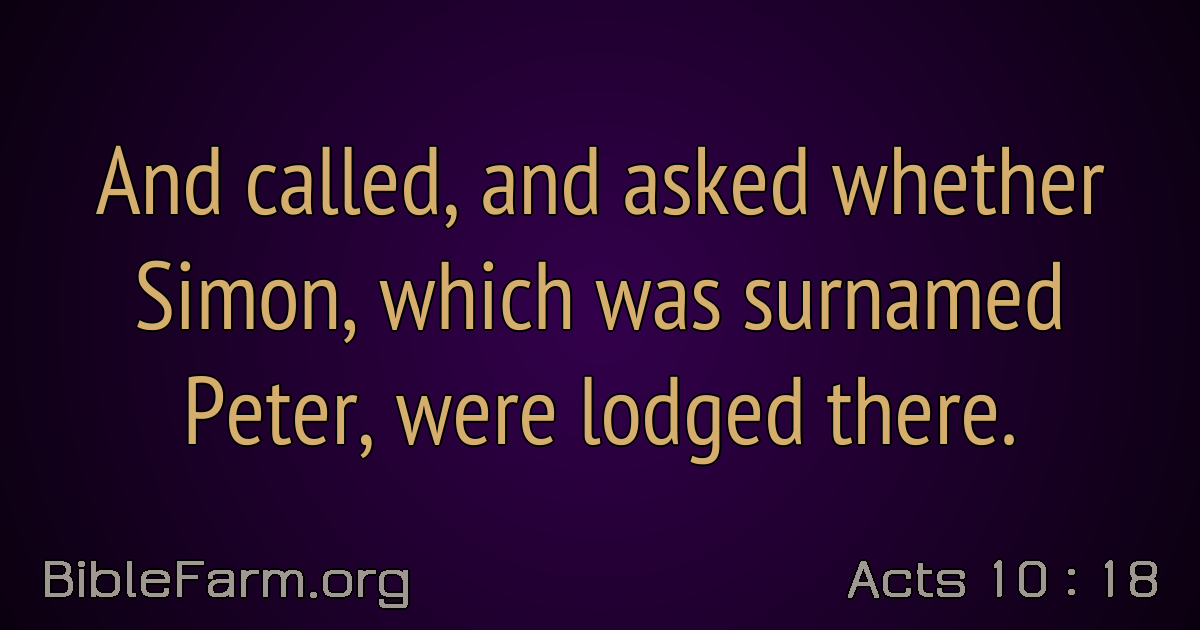 And called, and asked whether
Simon, which was surnamed
Peter, were lodged there.
BibleFarm.org
Acts 10 : 18